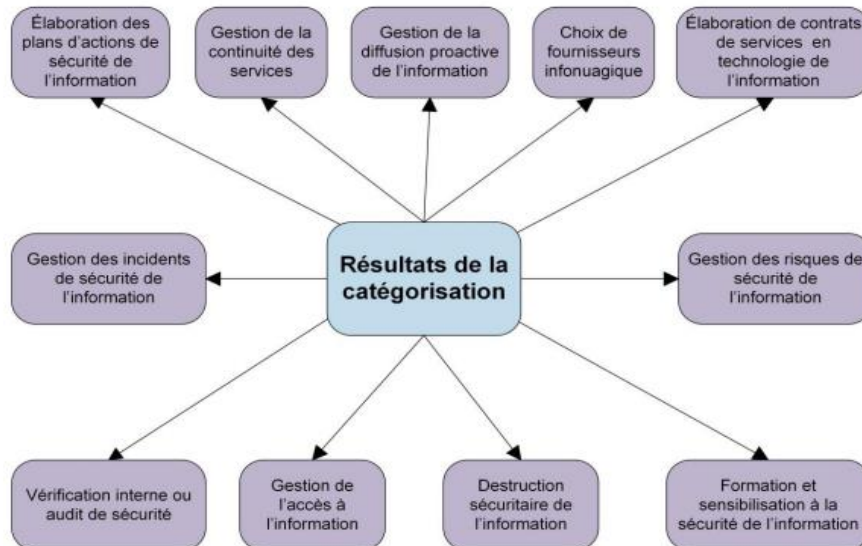 Élaboration des
plans d'actions de
sécurité de
l'information
Gestion de la
continuité des
services
Gestion de la
diffusion proactive
de l'information
Choix de
fournisseurs
infonuagique
Élaboration de contrats
de services en
technologie de
l'information
Gestion des incidents
de sécurité de
l'information
Résultats de la
catégorisation
Gestion des risques de
sécurité de
l'information
Vérification interne ou
audit de sécurité
Gestion de
l'accès à
l'information
Destruction
sécuritaire de
l'information
Formation et
sensibilisation à la
sécurité de l'information